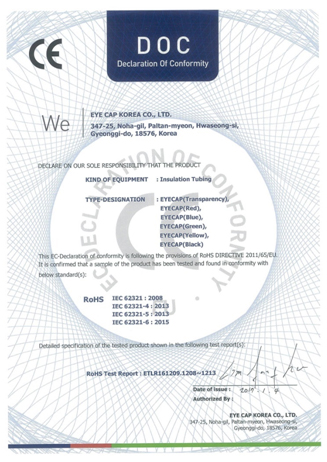 CE
DOC
Declaration Of Conformity
We
EYE CAP KOREA CO., LTD.
347-25, Noha-gil, Paltan-myeon, Hwaseong-si,
Gyeonggi-do, 18576, Korea
DECLARE ON OUR SOLE RESPONSIBILITY THAT THE PRODUCT
KIND OF EQUIPMENT : Insulation Tubing
TYPE-DESIGNATION : EYECAP(Transparency),
EYECAP(Red),
EYECAP(Blue),
EYECAP(Green),
EYECAP(Yellow),
EYECAP(Black)
This EC-Declaration of conformity is following the provisions of RoHS DIRECTIVE 2011/65/EU.
It is confirmed that a sample of the product has been tested and found in conformity with
below standard(s):
RoHS IEC 62321 : 2008
IEC 62321-4 : 2013
IEC 62321-5 : 2013
IEC 62321-6 : 2015
Detailed specification of the tested product shown in the following test report(s):
RoHS Test Report : ETLR161209.1208~1213
Date of issue :
Authorized By :
EYE CAP KOREA CO., LTD.
347-25, Noha-gil, Paltan-myeon, Hwaseong-si,
Gyeonggi-do, 18576, Korea
EC DECLARATION OF CONFORMITY